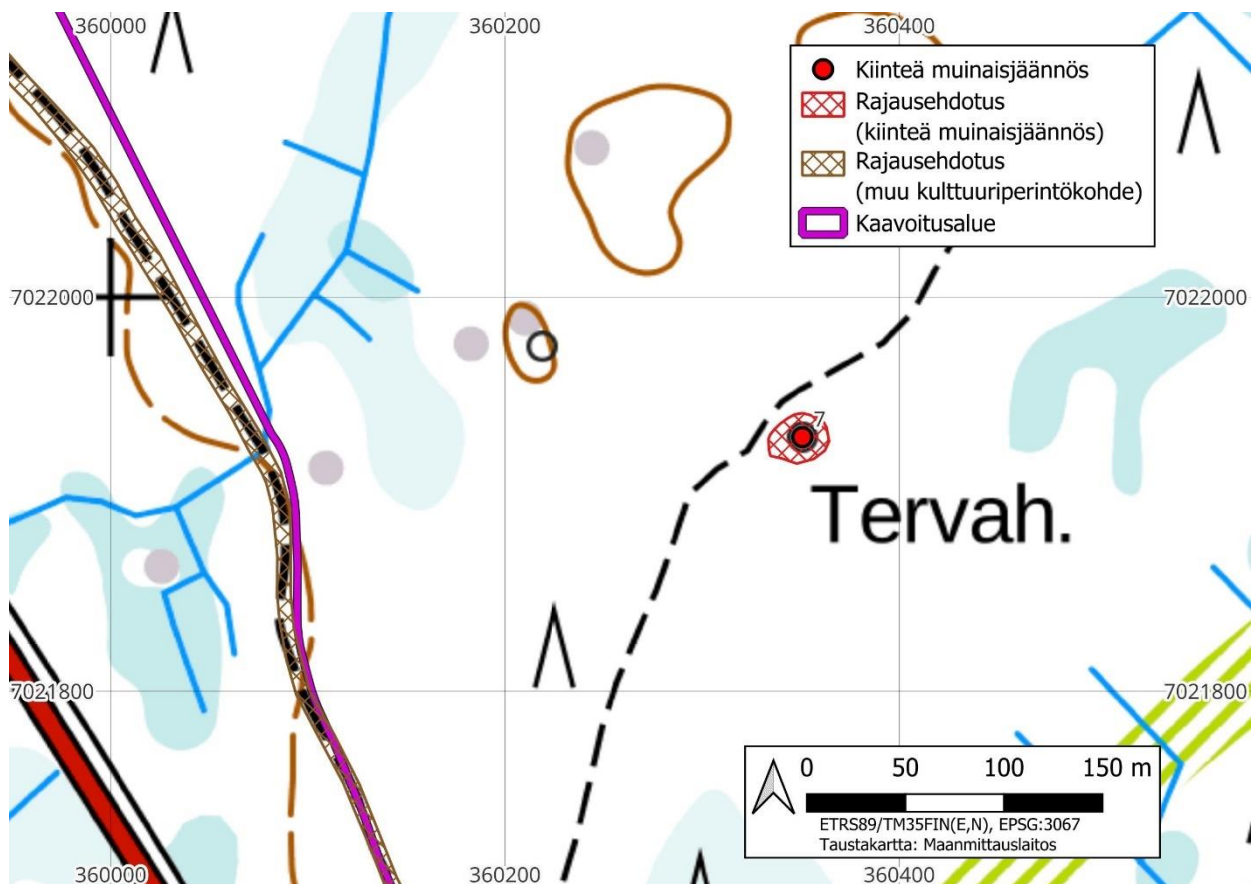 360000
360200
360400
Kiinteä muinaisjäännös
Rajausehdotus
(kiinteä muinaisjäännös)
Rajausehdotus
(muu kulttuuriperintökohde)
Kaavoitusalue
7022000
7022000
7
Tervah.
7021800
7021800
0 50 100 150 m
ETRS89/TM35FIN(E,N), EPSG:3067
Taustakartta: Maanmittauslaitos
360000
360200
360400